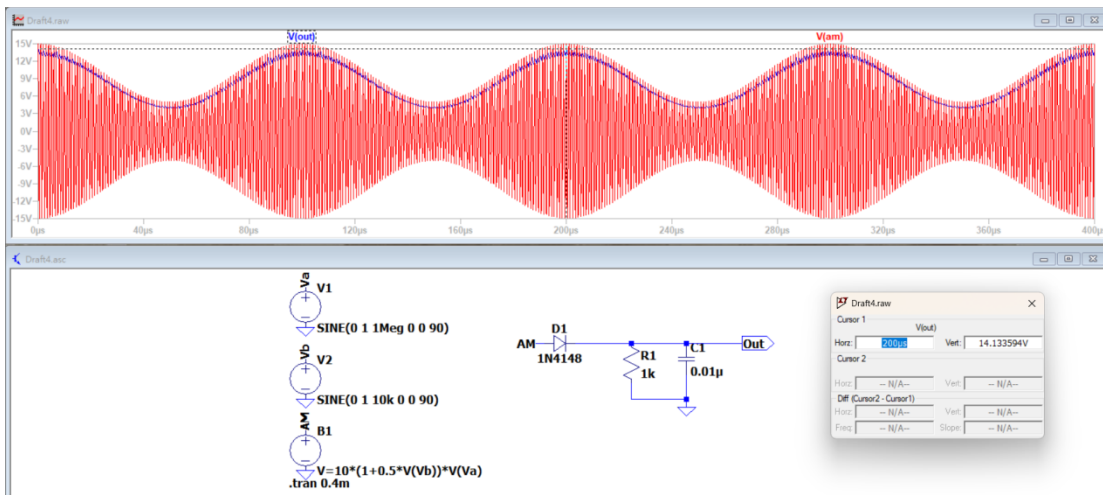 Draft4.raw
V(out) V(am)
15V
12V
9V
6V
3V
0V
-3V
-6V
-9V
-12V
-15V
0µs 40µs 80µs 120µs 160µs 200µs 240µs 280µs 320µs 360µs 400µs
Draft4.asc
Va
V1
SINE(0 1 1Meg 0 0 90)
Vb
V2
SINE(0 1 10k 0 0 90)
AM
B1
V=10*(1+0.5*V(Vb))*V(Va)
.tran 0.4m
AM
D1
1N4148
R1
1k
C1
0.01µ
Out
Draft4.raw
Cursor 1
V(out)
Horz: 200µs Vert: 14.133594V
Cursor 2
Horz: -- N/A-- Vert: -- N/A--
Diff (Cursor2 - Cursor1)
Horz: -- N/A-- Vert: -- N/A--
Freq: -- N/A-- Slope: -- N/A--